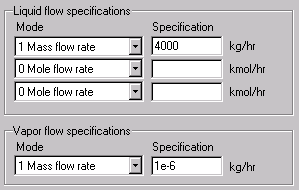 Liquid flow specifications
Mode Specification
1 Mass flow rate 4000 kg/hr
0 Mole flow rate kmol/hr
0 Mole flow rate kmol/hr
Vapor flow specifications
Mode Specification
1 Mass flow rate 1e-6 kg/hr